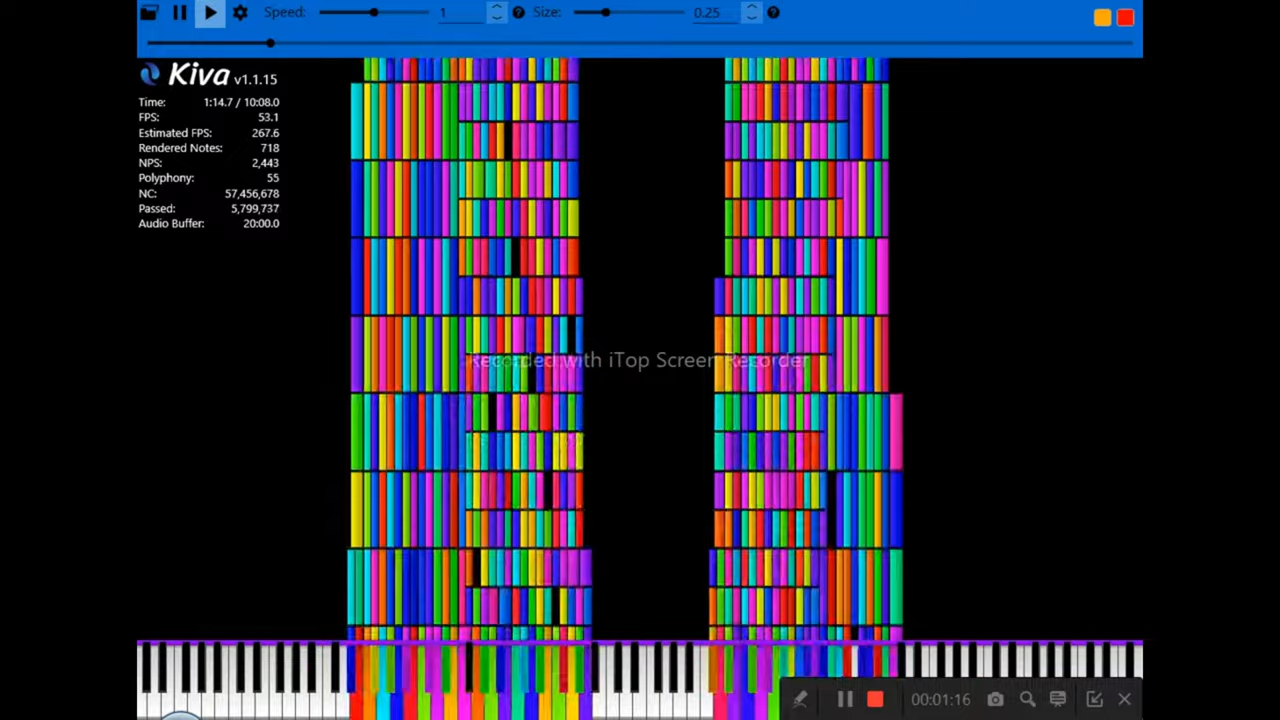 Speed: 1 Size: 0.25
Kiva v1.1.15
Time: 1:14.7 / 10:08.0
FPS: 53.1
Estimated FPS: 267.6
Rendered Notes: 718
NPS: 2,443
Polyphony: 55
NC: 57,456,678
Passed: 5,799,737
Audio Buffer: 20:00.0
Recorded with iTop Screen Recorder
00:01:16